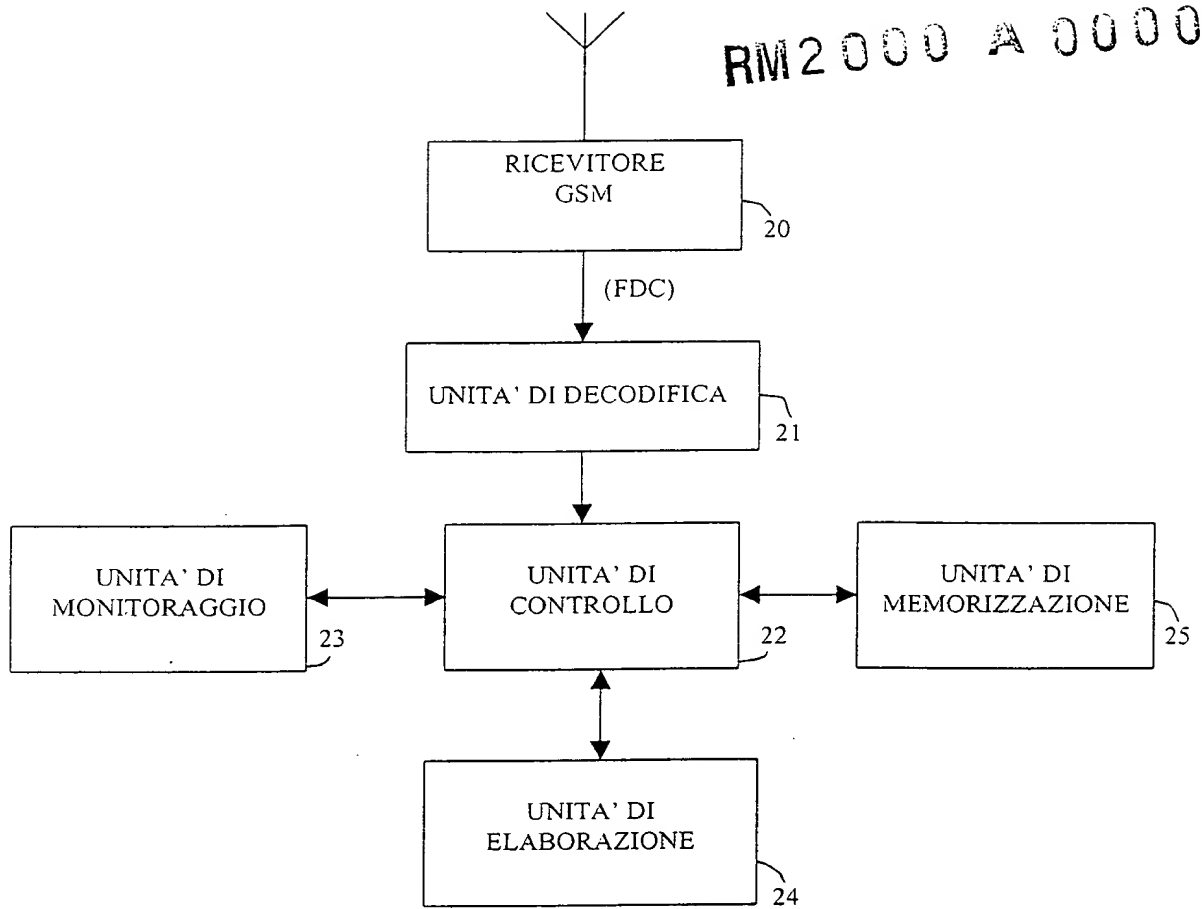 RM2000 A 0000
RICEVITORE
GSM
20
(FDC)
UNITA' DI DECODIFICA
21
UNITA' DI
MONITORAGGIO
23
UNITA' DI
CONTROLLO
22
UNITA' DI
MEMORIZZAZIONE
25
UNITA' DI
ELABORAZIONE
24